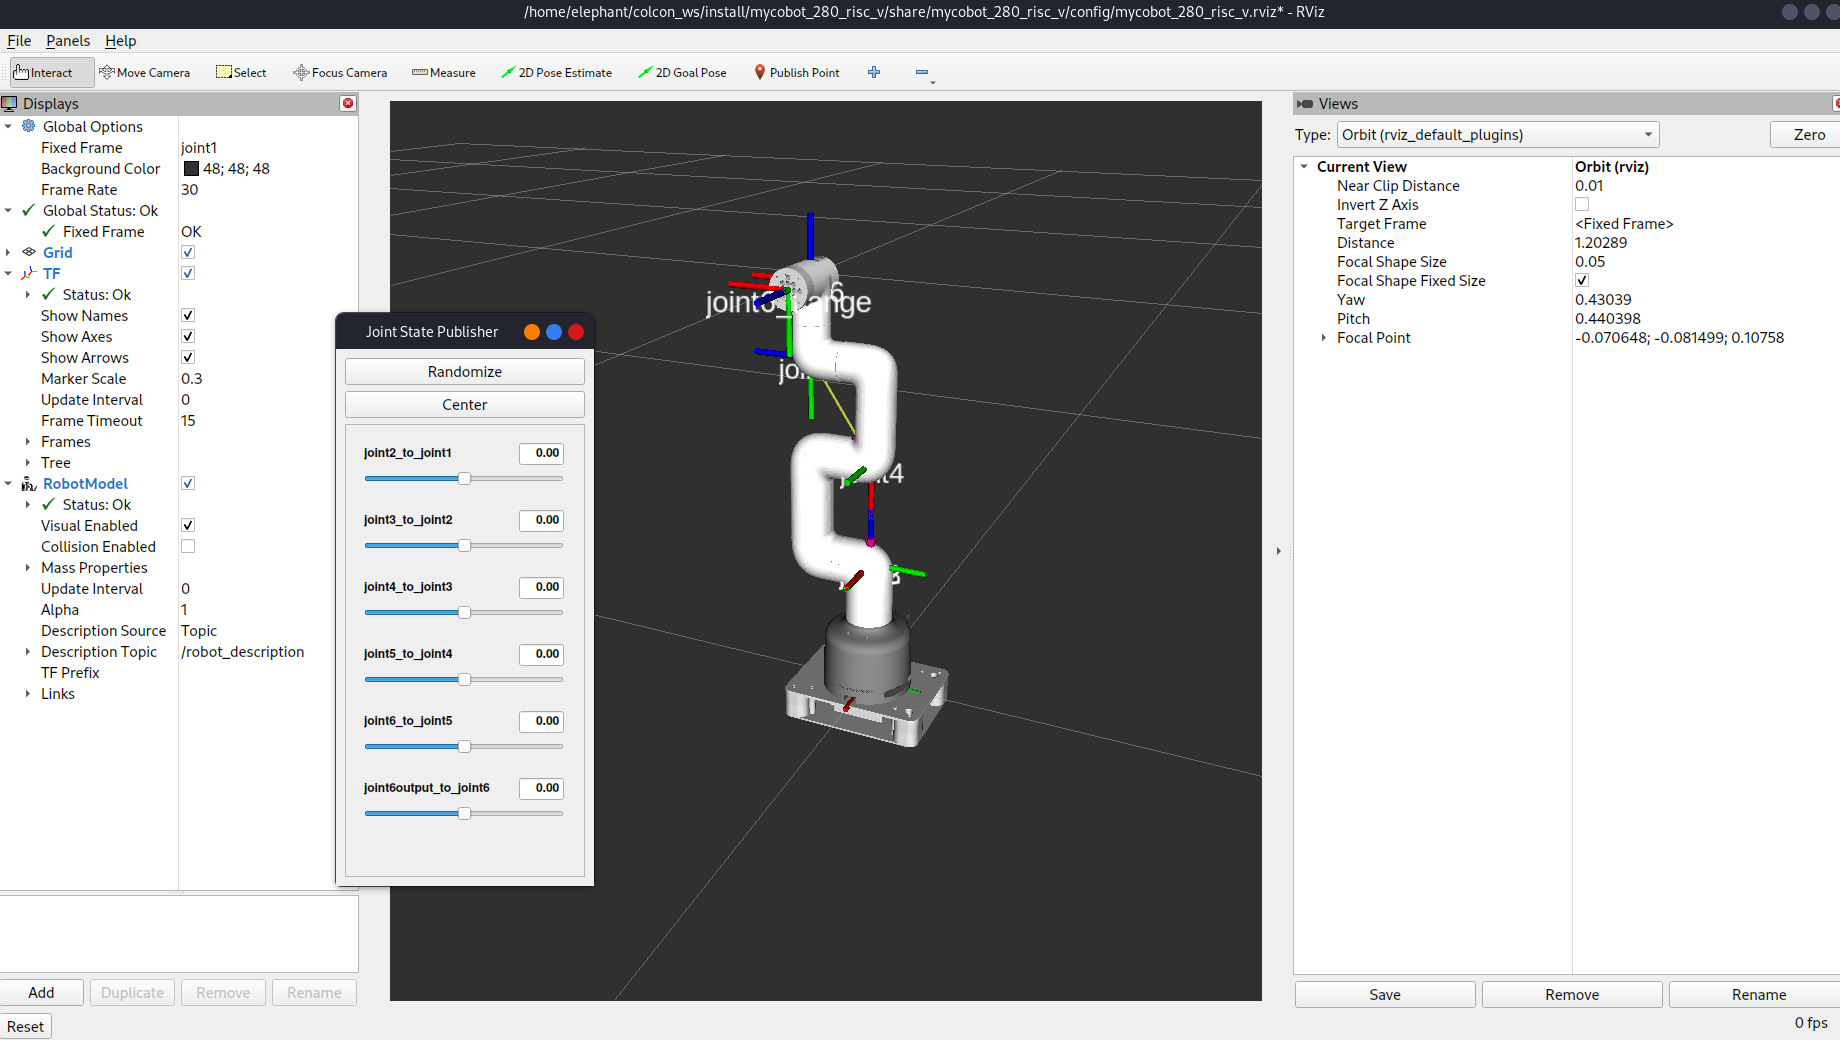 /home/elephant/colcon_ws/install/mycobot_280_risc_v/share/mycobot_280_risc_v/config/mycobot_280_risc_v.rviz* - RViz
File Panels Help
Interact Move Camera Select Focus Camera Measure 2D Pose Estimate 2D Goal Pose Publish Point
Displays
Global Options
Fixed Frame joint1
Background Color 48; 48; 48
Frame Rate 30
Global Status: Ok
Fixed Frame OK
Grid
TF
Status: Ok
Show Names
Show Axes
Show Arrows
Marker Scale 0.3
Update Interval 0
Frame Timeout 15
Frames
Tree
RobotModel
Status: Ok
Visual Enabled
Collision Enabled
Mass Properties
Update Interval 0
Alpha 1
Description Source Topic
Description Topic /robot_description
TF Prefix
Links
Add Duplicate Remove Rename
Reset
Joint State Publisher
Randomize
Center
joint2_to_joint1 0.00
joint3_to_joint2 0.00
joint4_to_joint3 0.00
joint5_to_joint4 0.00
joint6_to_joint5 0.00
joint6output_to_joint6 0.00
Views
Type: Orbit (rviz_default_plugins) Zero
Current View Orbit (rviz)
Near Clip Distance 0.01
Invert Z Axis
Target Frame <Fixed Frame>
Distance 1.20289
Focal Shape Size 0.05
Focal Shape Fixed Size
Yaw 0.43039
Pitch 0.440398
Focal Point -0.070648; -0.081499; 0.10758
Save Remove Rename
0 fps